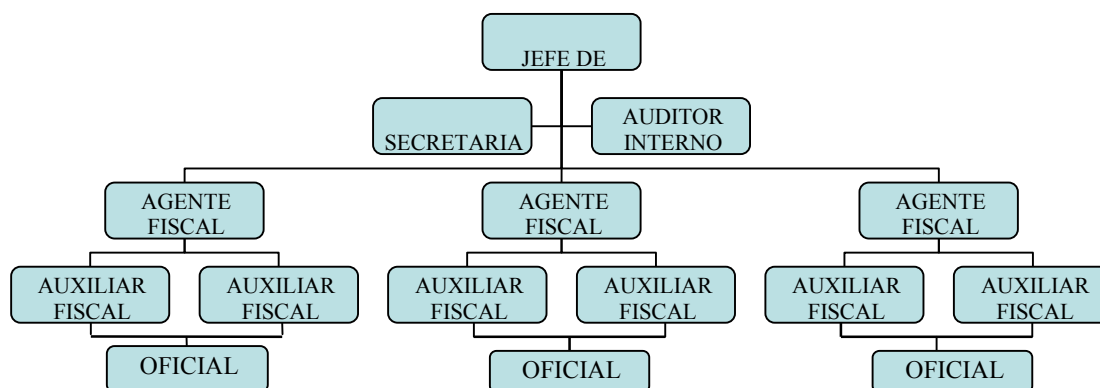 JEFE DE
SECRETARIA
AUDITOR
INTERNO
AGENTE
FISCAL
AGENTE
FISCAL
AGENTE
FISCAL
AUXILIAR
FISCAL
AUXILIAR
FISCAL
AUXILIAR
FISCAL
AUXILIAR
FISCAL
AUXILIAR
FISCAL
AUXILIAR
FISCAL
OFICIAL
OFICIAL
OFICIAL